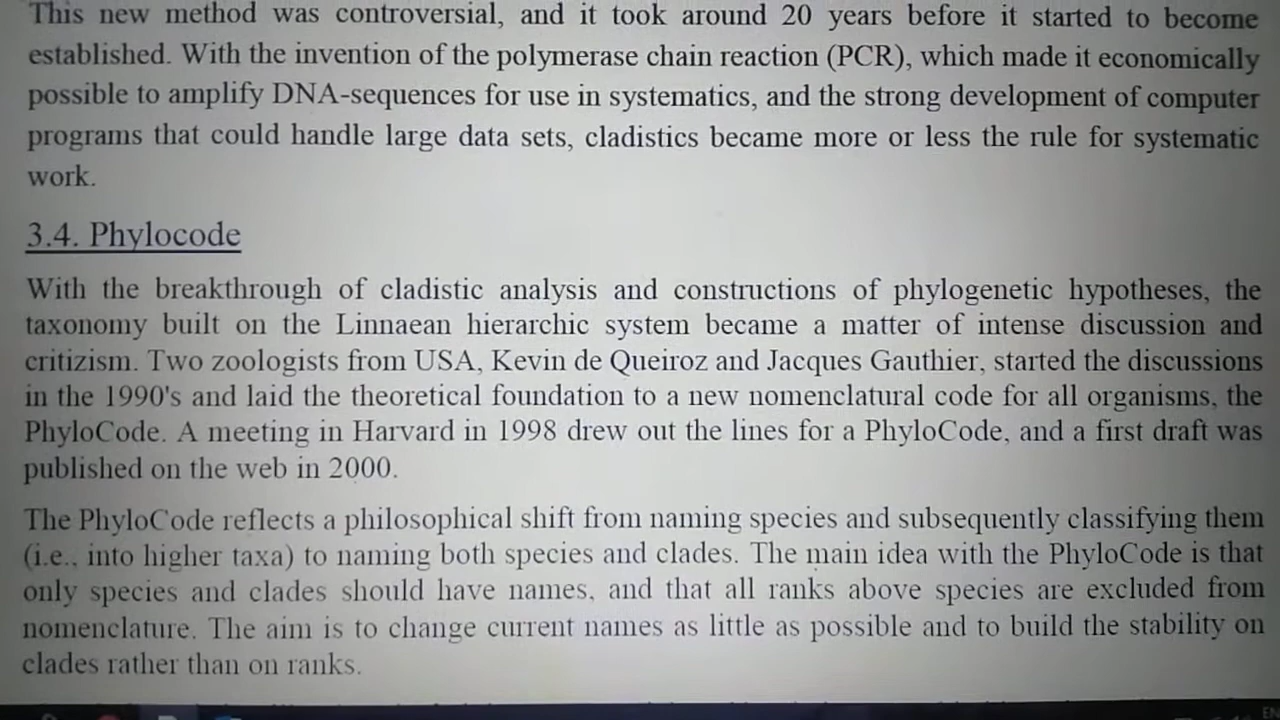 This new method was controversial, and it took around 20 years before it started to become
established. With the invention of the polymerase chain reaction (PCR), which made it economically
possible to amplify DNA-sequences for use in systematics, and the strong development of computer
programs that could handle large data sets, cladistics became more or less the rule for systematic
work.
3.4. Phylocode
With the breakthrough of cladistic analysis and constructions of phylogenetic hypotheses, the
taxonomy built on the Linnaean hierarchic system became a matter of intense discussion and
critizism. Two zoologists from USA, Kevin de Queiroz and Jacques Gauthier, started the discussions
in the 1990's and laid the theoretical foundation to a new nomenclatural code for all organisms, the
PhyloCode. A meeting in Harvard in 1998 drew out the lines for a PhyloCode, and a first draft was
published on the web in 2000.
The PhyloCode reflects a philosophical shift from naming species and subsequently classifying them
(i.e., into higher taxa) to naming both species and clades. The main idea with the PhyloCode is that
only species and clades should have names, and that all ranks above species are excluded from
nomenclature. The aim is to change current names as little as possible and to build the stability on
clades rather than on ranks.